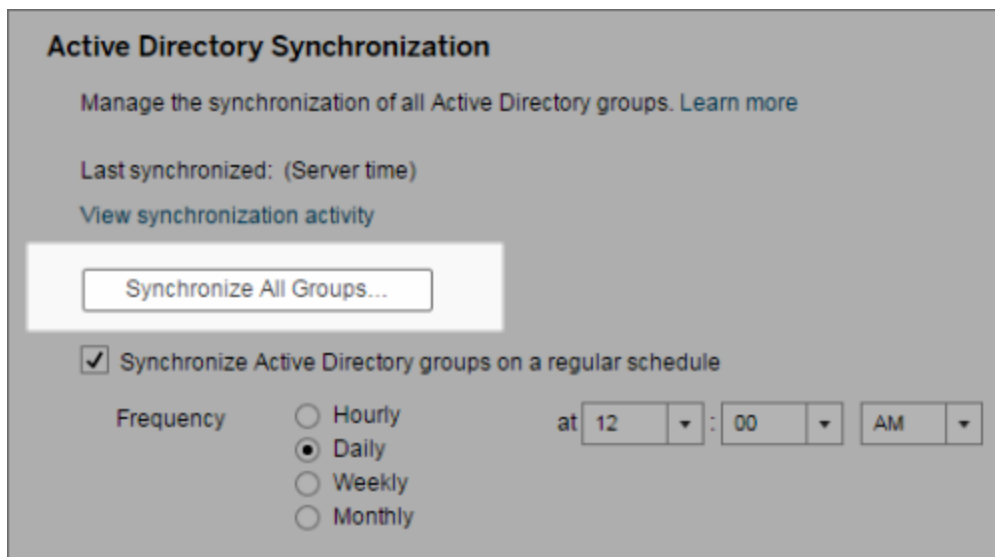 Active Directory Synchronization
Manage the synchronization of all Active Directory groups. Learn more
Last synchronized: (Server time)
View synchronization activity
Synchronize All Groups...
Synchronize Active Directory groups on a regular schedule
Frequency Hourly at 12 : 00 AM
Daily
Weekly
Monthly